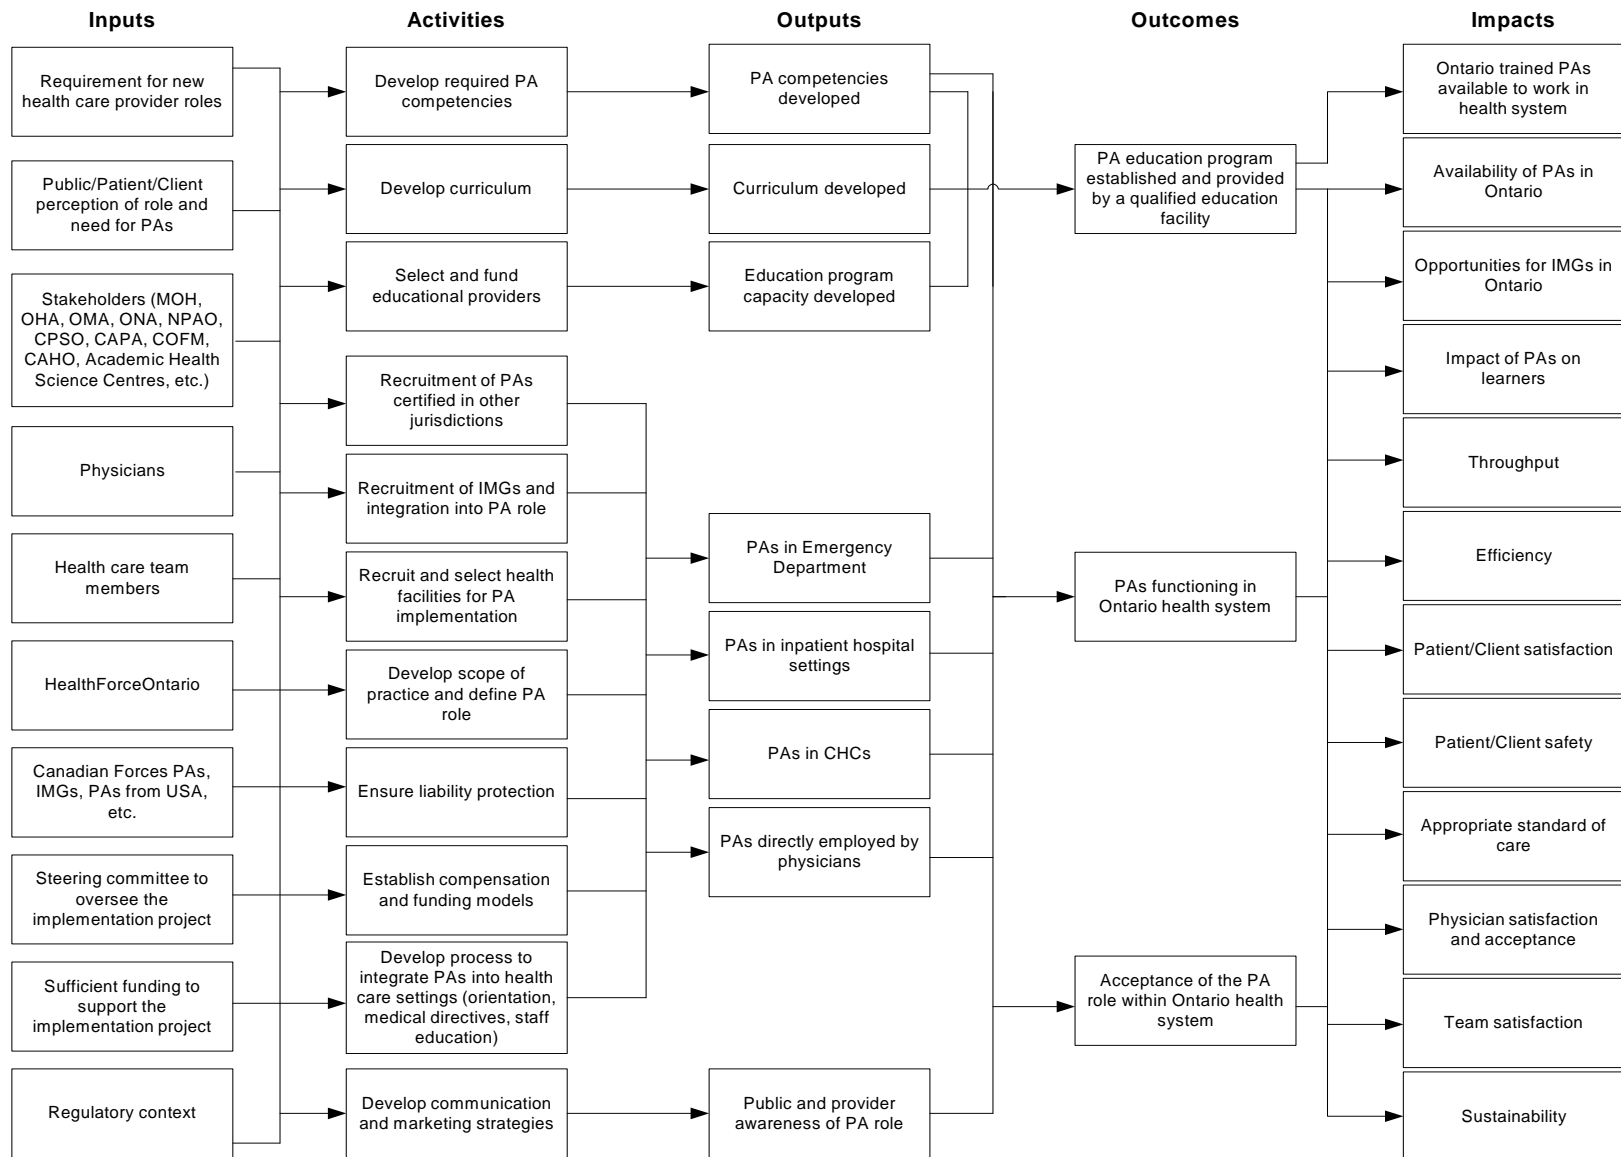 Inputs
Activities
Outputs
Outcomes
Impacts
Requirement for new
health care provider roles
Public/Patient/Client
perception of role and
need for PAs
Stakeholders (MOH,
OHA, OMA, ONA, NPAO,
CPSO, CAPA, COFM,
CAHO, Academic Health
Science Centres, etc.)
Physicians
Health care team
members
HealthForceOntario
Canadian Forces PAs,
IMGs, PAs from USA,
etc.
Steering committee to
oversee the
implementation project
Sufficient funding to
support the
implementation project
Regulatory context
Develop required PA
competencies
Develop curriculum
Select and fund
educational providers
Recruitment of PAs
certified in other
jurisdictions
Recruitment of IMGs and
integration into PA role
Recruit and select health
facilities for PA
implementation
Develop scope of
practice and define PA
role
Ensure liability protection
Establish compensation
and funding models
Develop process to
integrate PAs into health
care settings (orientation,
medical directives, staff
education)
Develop communication
and marketing strategies
PA competencies
developed
Curriculum developed
Education program
capacity developed
PAs in Emergency
Department
PAs in inpatient hospital
settings
PAs in CHCs
PAs directly employed by
physicians
Public and provider
awareness of PA role
PA education program
established and provided
by a qualified education
facility
PAs functioning in
Ontario health system
Acceptance of the PA
role within Ontario health
system
Ontario trained PAs
available to work in
health system
Availability of PAs in
Ontario
Opportunities for IMGs in
Ontario
Impact of PAs on
learners
Throughput
Efficiency
Patient/Client satisfaction
Patient/Client safety
Appropriate standard of
care
Physician satisfaction
and acceptance
Team satisfaction
Sustainability